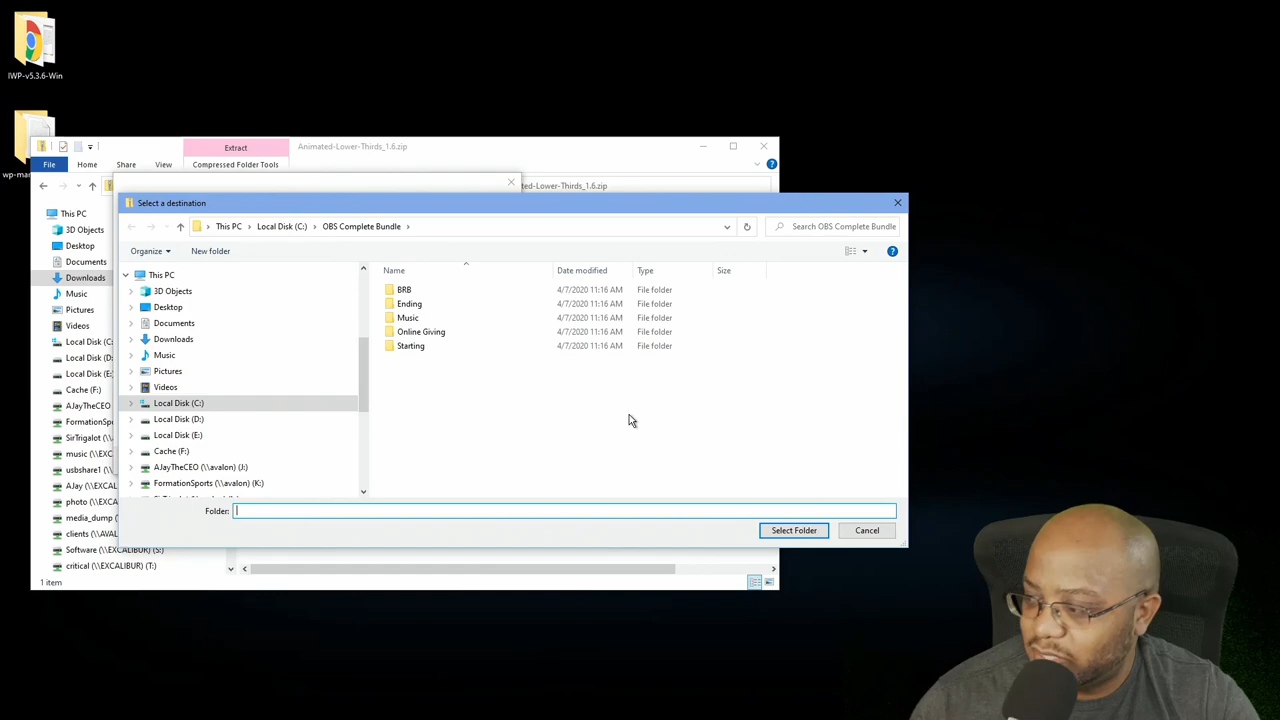 IWP-v5.3.6-Win
wp-mar
Extract
Animated-Lower-Thirds_1.6.zip
File
Home
Share
View
Compressed Folder Tools
ted-Lower-Thirds_1.6.zip
Select a destination
This PC
Local Disk (C:)
OBS Complete Bundle
Search OBS Complete Bundle
Organize
New folder
This PC
3D Objects
Desktop
Documents
Downloads
Music
Pictures
Videos
Local Disk (C
Local Disk (D:
Local Disk (E:
Cache (F:)
AJayTheCEO
FormationSpo
SirTrigalot (\\
music (\\EXC
usbshare1 (\\
AJay (\\EXCA
photo (\\EXC
media_dump
clients (\\AVAL
Software (\\EXCALIBUR) (S:)
critical (\\EXCALIBUR) (T:)
1 item
This PC
3D Objects
Desktop
Documents
Downloads
Music
Pictures
Videos
Local Disk (C:)
Local Disk (D:)
Local Disk (E:)
Cache (F:)
AJayTheCEO (\\avalon) (J:)
FormationSports (\\avalon) (K:)
Name
Date modified
Type
Size
BRB 4/7/2020 11:16 AM File folder
Ending 4/7/2020 11:16 AM File folder
Music 4/7/2020 11:16 AM File folder
Online Giving 4/7/2020 11:16 AM File folder
Starting 4/7/2020 11:16 AM File folder
Folder:
Select Folder
Cancel